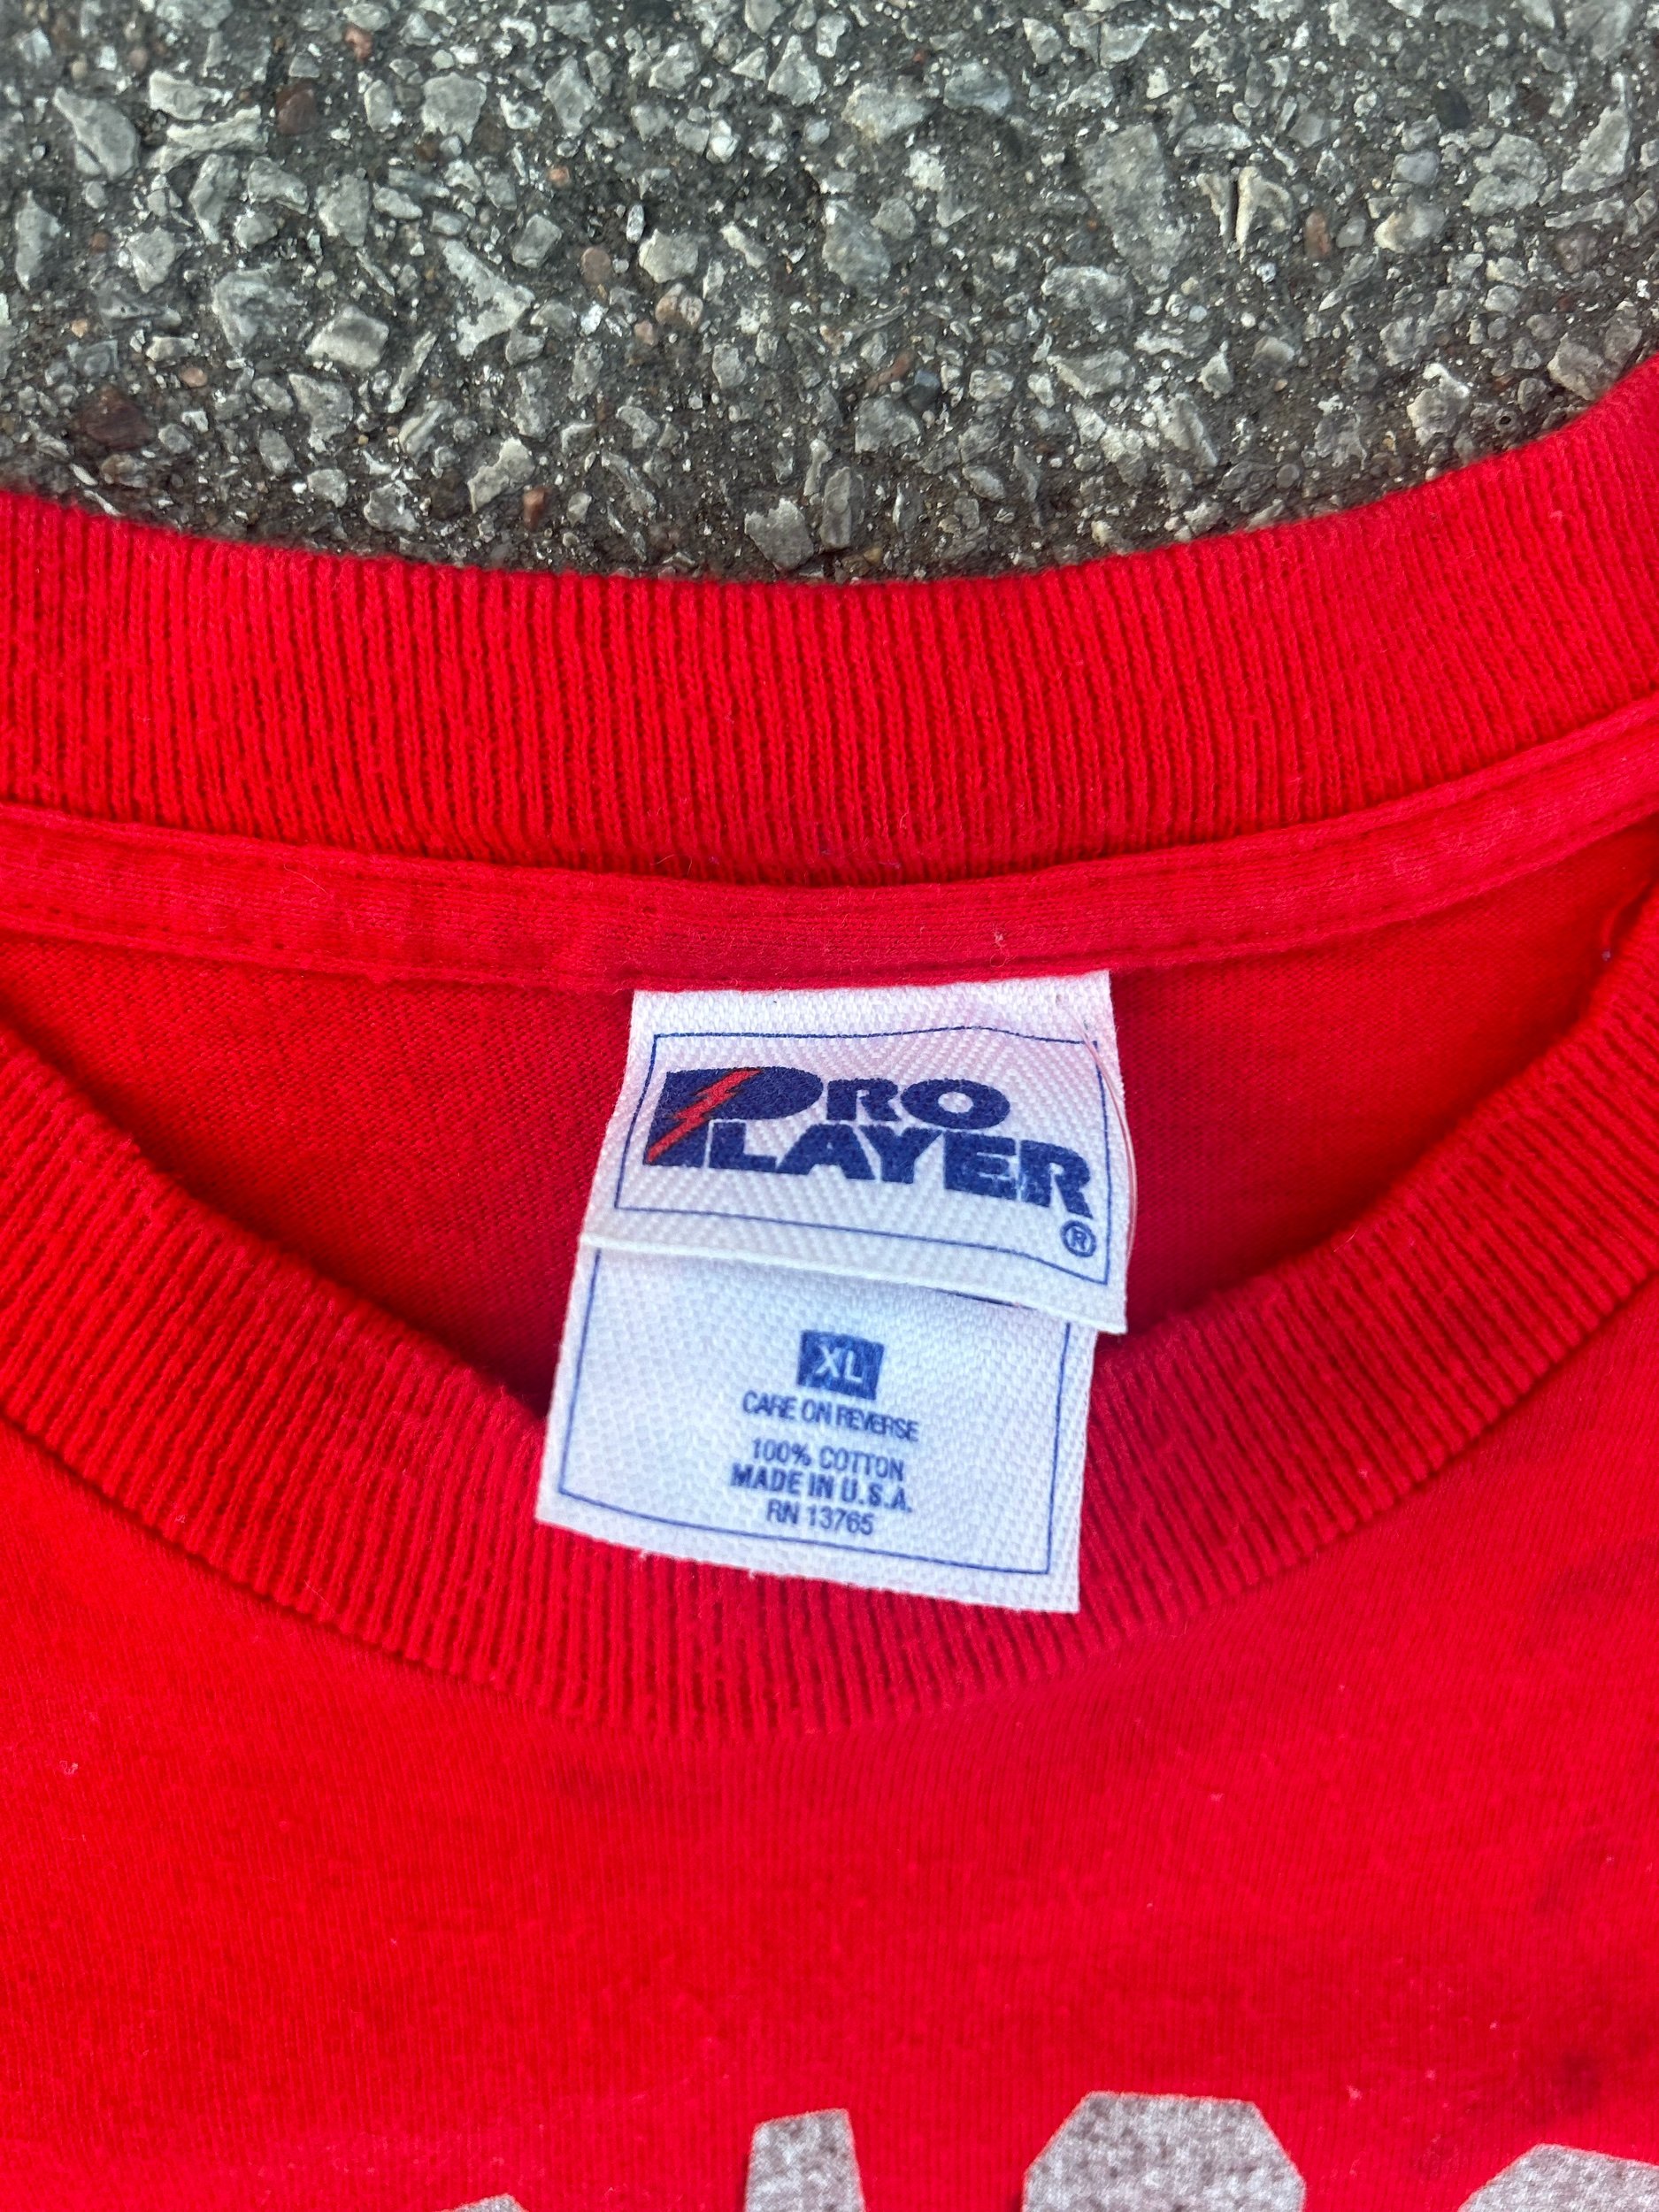 PRO
PLAYER
®
XL
CARE ON REVERSE
100% COTTON
MADE IN U.S.A.
RN 13765